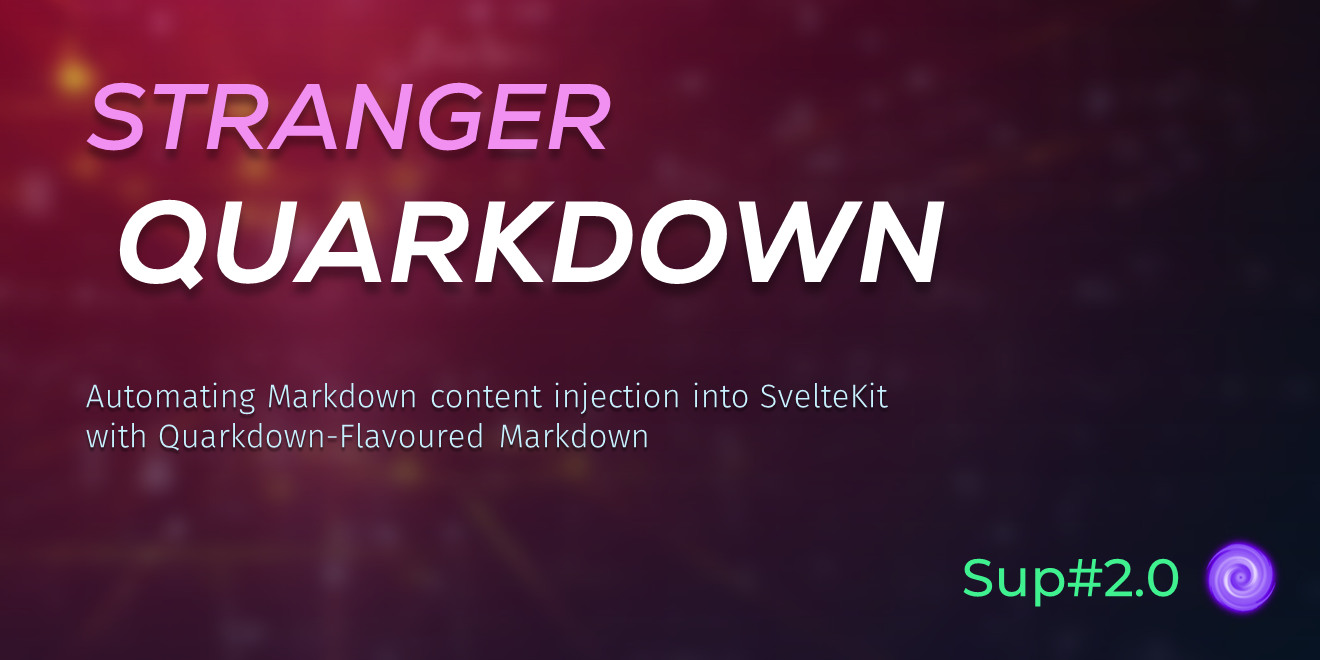 STRANGER
QUARKDOWN
Automating Markdown content injection into SvelteKit
with Quarkdown-Flavoured Markdown
Sup#2.0